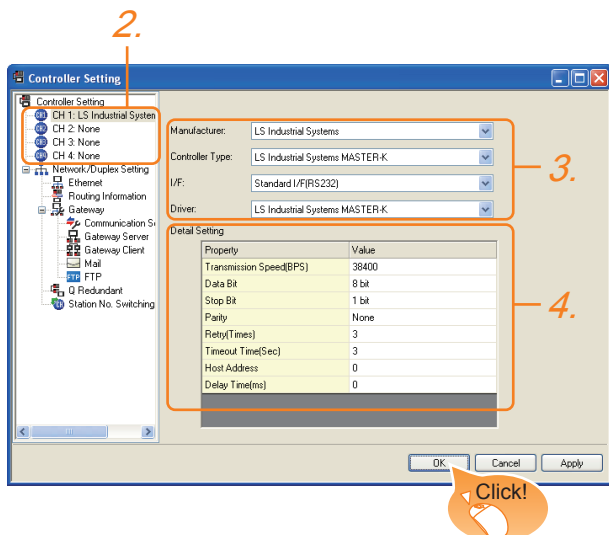 2.
Controller Setting
Controller Setting
CH 1: LS Industrial System
CH 2: None
CH 3: None
CH 4: None
Network/Duplex Setting
Ethernet
Routing Information
Gateway
Communication S
Gateway Server
Gateway Client
Mail
FTP FTP
Q Redundant
Station No. Switching
Manufacturer: LS Industrial Systems
Controller Type: LS Industrial Systems MASTER-K
I/F: Standard I/F(RS232)
Driver: LS Industrial Systems MASTER-K
3.
Detail Setting
Property Value
Transmission Speed(BPS) 38400
Data Bit 8 bit
Stop Bit 1 bit
Parity None
Retry(Times) 3
Timeout Time(Sec) 3
Host Address 0
Delay Time(ms) 0
4.
OK Cancel Apply
Click!